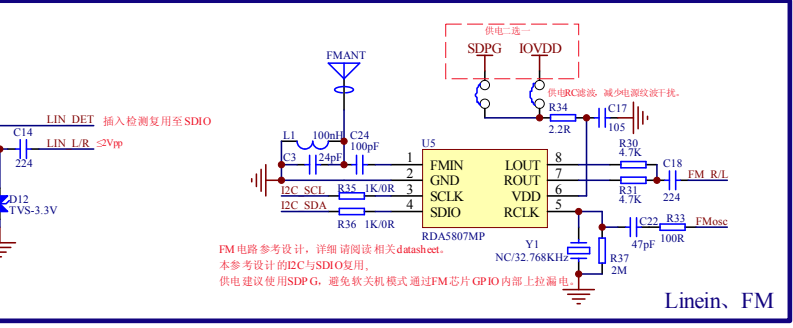 供电二选一
SDPG IOVDD
FMANT
供电RC滤波，减少电源纹波干扰。
LIN_DET 插入检测复用至SDIO
C14
LIN_L/R ≤2Vpp
224
D12
TVS-3.3V
L1 100nH
C3 24pF
C24
100pF
R34
2.2R
C17
105
U5
1 FMIN LOUT 8
2 GND ROUT 7
3 SCLK VDD 6
4 SDIO RCLK 5
RDA5807MP
I2C_SCL R35 1K/0R
I2C_SDA
R36 1K/0R
R30
4.7K
R31
4.7K
C18
224
FM_R/L
C22
47pF
R33
100R
FMosc
Y1
NC/32.768KHz
R37
2M
FM电路参考设计，详细请阅读相关datasheet。
本参考设计的I2C与SDIO复用，
供电建议使用SDPG，避免软关机模式通过FM芯片GPIO内部上拉漏电。
Linein、FM